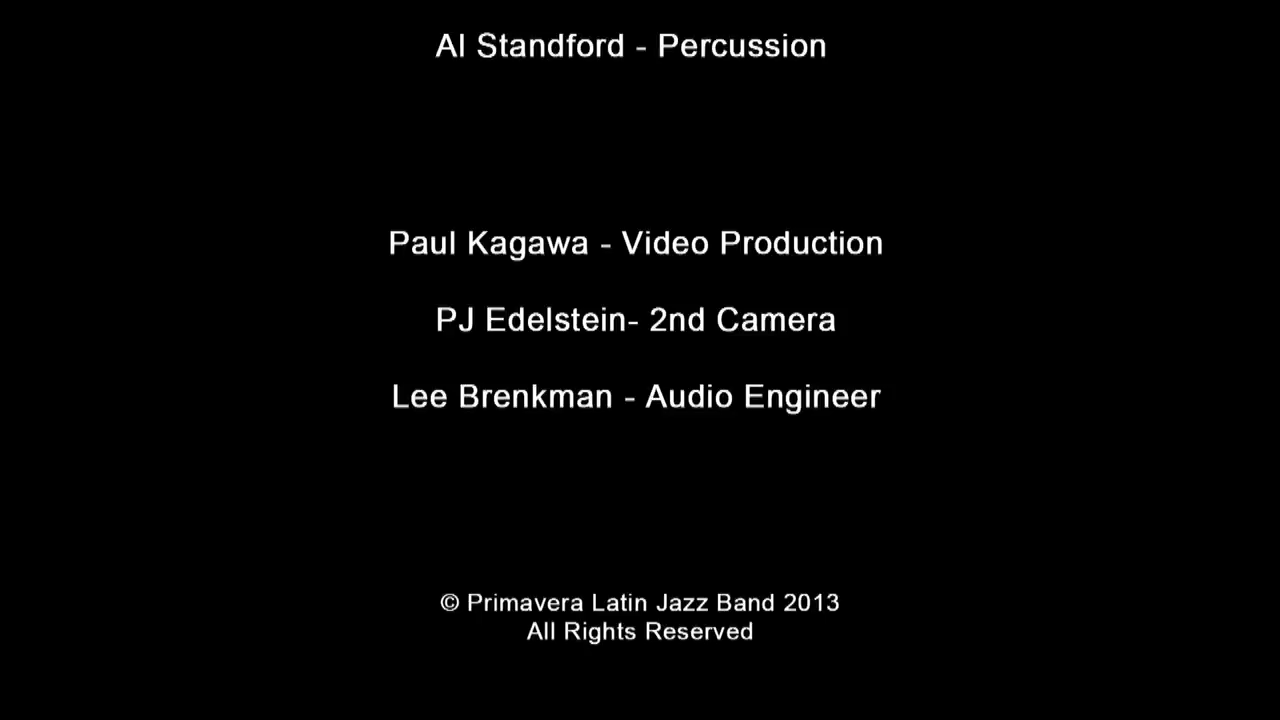 Al Standford - Percussion
Paul Kagawa - Video Production
PJ Edelstein- 2nd Camera
Lee Brenkman - Audio Engineer
© Primavera Latin Jazz Band 2013
All Rights Reserved